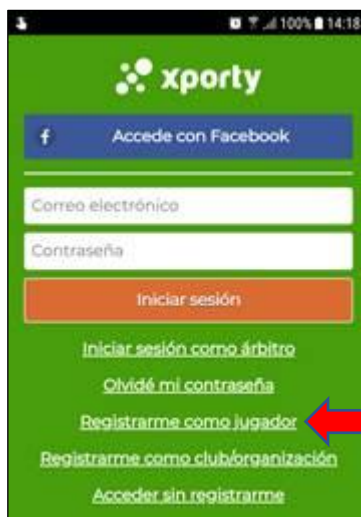 100% 14:18
xporty
f Accede con Facebook
Correo electrónico
Contraseña
Iniciar sesión
Iniciar sesión como árbitro
Olvidé mi contraseña
Registrarme como jugador
Registrarme como club/organización
Acceder sin registrarme